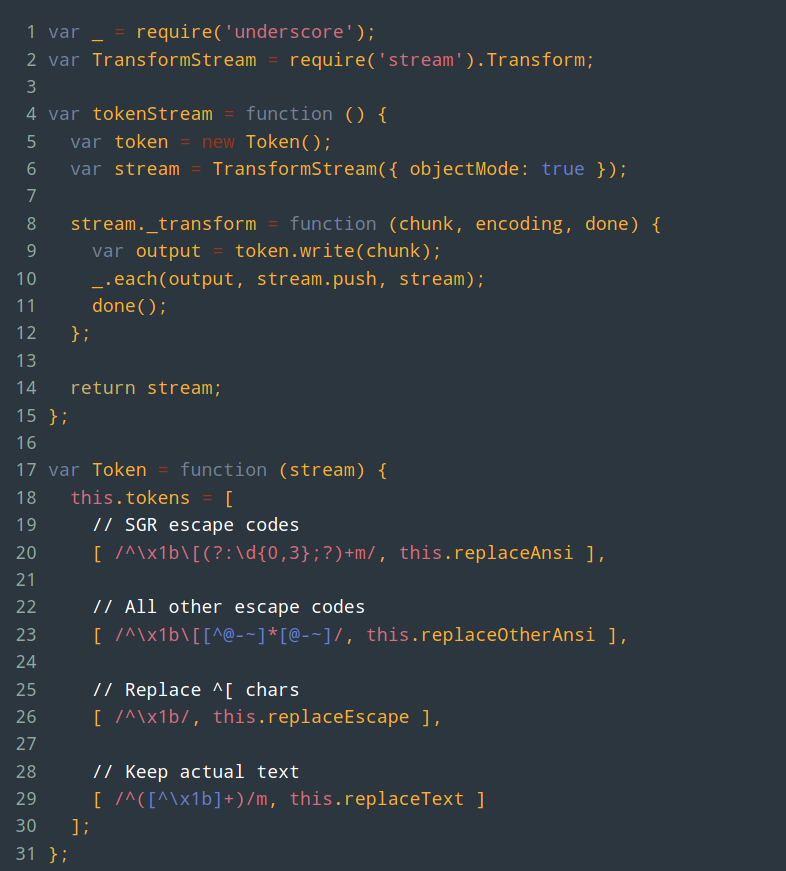 1 var _ = require('underscore');
2 var TransformStream = require('stream').Transform;
3
4 var tokenStream = function () {
5   var token = new Token();
6   var stream = TransformStream({ objectMode: true });
7
8   stream._transform = function (chunk, encoding, done) {
9     var output = token.write(chunk);
10     _.each(output, stream.push, stream);
11     done();
12   };
13
14   return stream;
15 };
16
17 var Token = function (stream) {
18   this.tokens = [
19     // SGR escape codes
20     [ /^\x1b\[(?:\d{0,3};?)+m/, this.replaceAnsi ],
21
22     // All other escape codes
23     [ /^\x1b\[[^@-~]*[@-~]/, this.replaceOtherAnsi ],
24
25     // Replace ^[ chars
26     [ /^\x1b/, this.replaceEscape ],
27
28     // Keep actual text
29     [ /^([^\x1b]+)/m, this.replaceText ]
30   ];
31 };